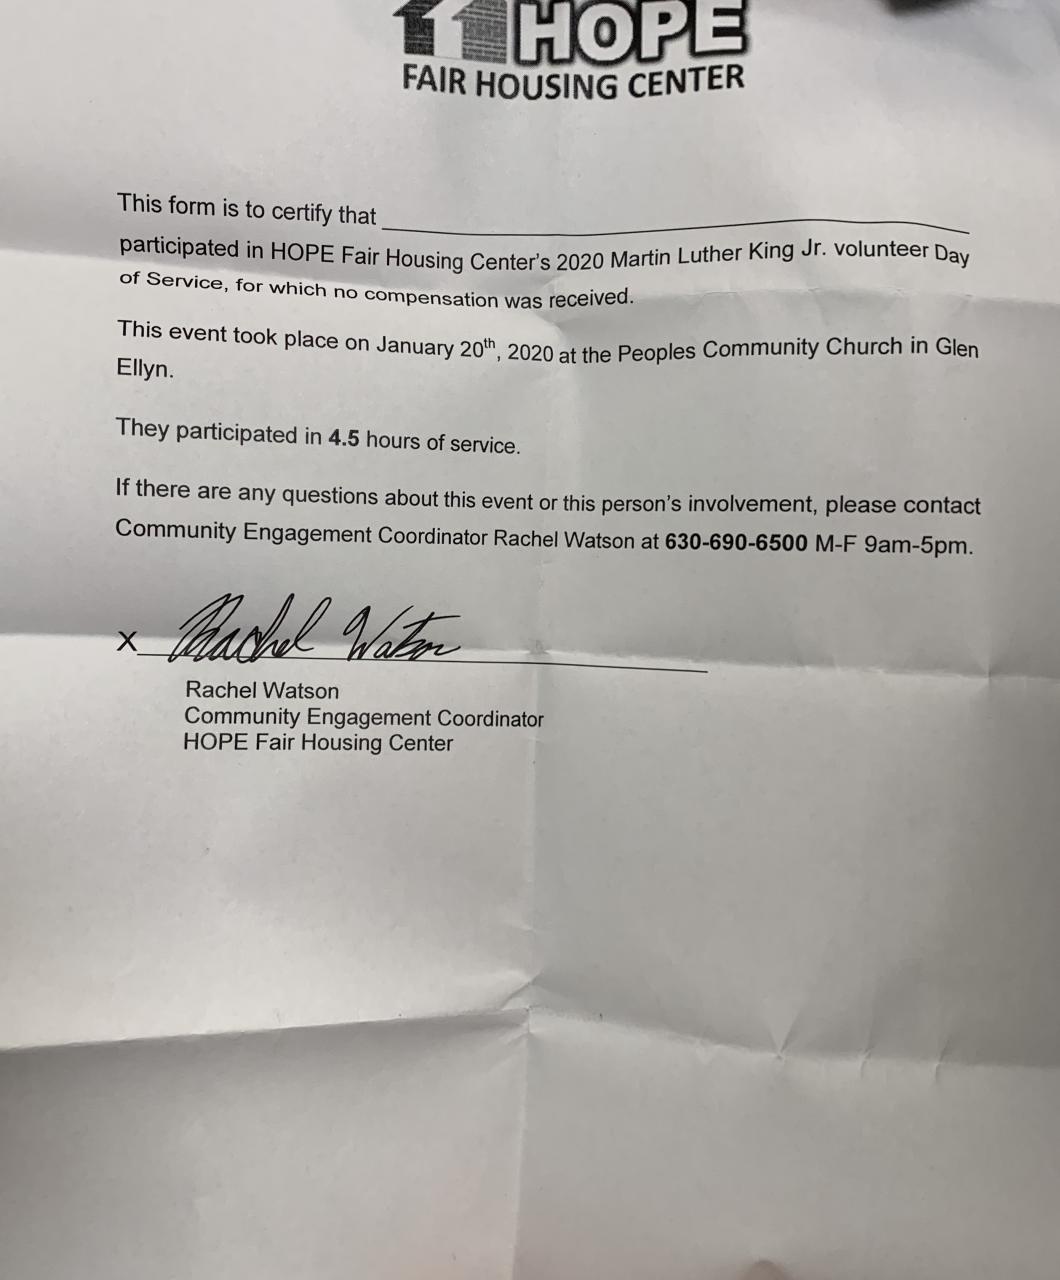 HOPE
FAIR HOUSING CENTER
This form is to certify that
participated in HOPE Fair Housing Center's 2020 Martin Luther King Jr. volunteer Day
of Service, for which no compensation was received.
This event took place on January 20th, 2020 at the Peoples Community Church in Glen
Ellyn.
They participated in 4.5 hours of service.
If there are any questions about this event or this person's involvement, please contact
Community Engagement Coordinator Rachel Watson at 630-690-6500 M-F 9am-5pm.
X Rachel Watson
Rachel Watson
Community Engagement Coordinator
HOPE Fair Housing Center